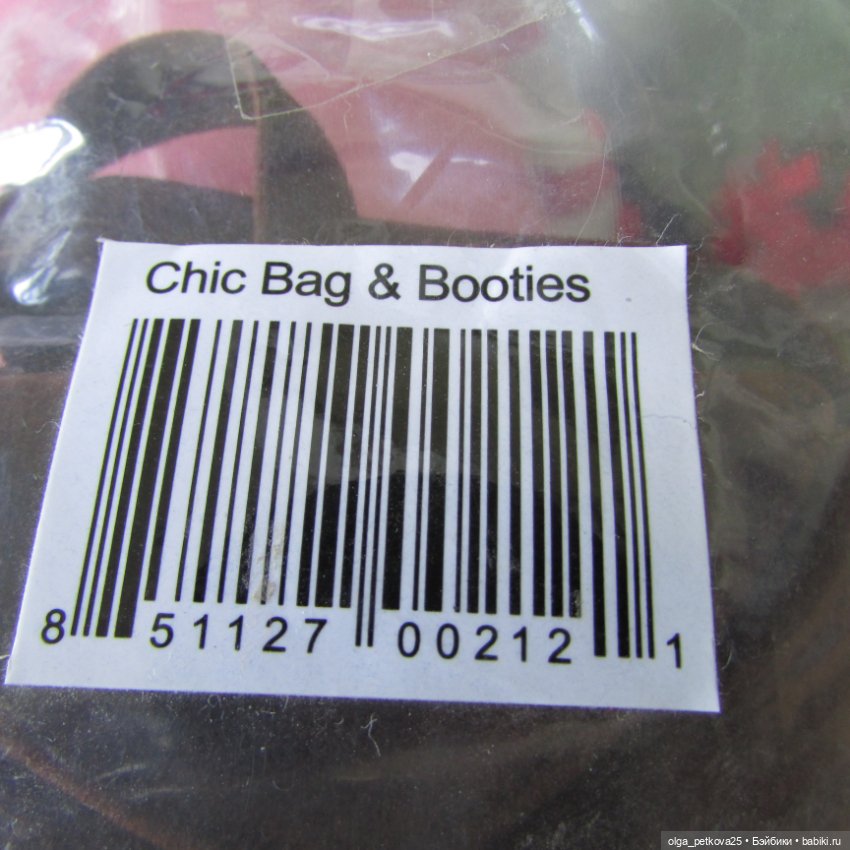 Chic Bag & Booties
8 51127 00212 1
olga_petkova25 • Бэйбики • babiki.ru